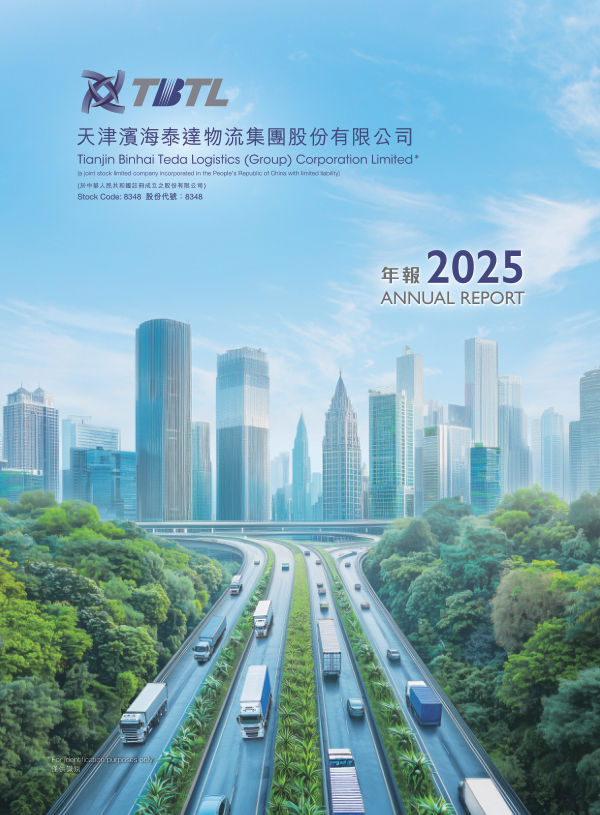 TBTL
天津濱海泰達物流集團股份有限公司
Tianjin Binhai Teda Logistics (Group) Corporation Limited*
(a joint stock limited company incorporated in the People's Republic of China with limited liability)
(於中華人民共和國註冊成立之股份有限公司)
Stock Code: 8348 股份代號：8348
年報 2025
ANNUAL REPORT
For identification purposes only
僅供識別